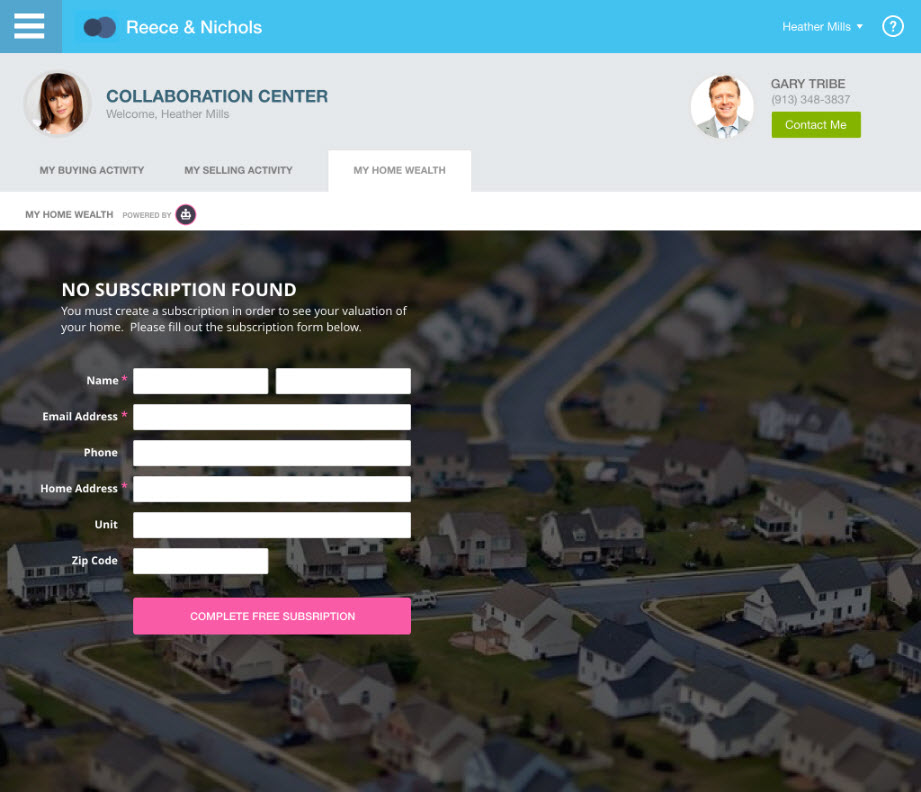 Reece & Nichols
Heather Mills
?
COLLABORATION CENTER
Welcome, Heather Mills
GARY TRIBE
(913) 348-3837
Contact Me
MY BUYING ACTIVITY
MY SELLING ACTIVITY
MY HOME WEALTH
MY HOME WEALTH POWERED BY
NO SUBSCRIPTION FOUND
You must create a subscription in order to see your valuation of
your home. Please fill out the subscription form below.
Name *
Email Address *
Phone
Home Address *
Unit
Zip Code
COMPLETE FREE SUBSRIPTION